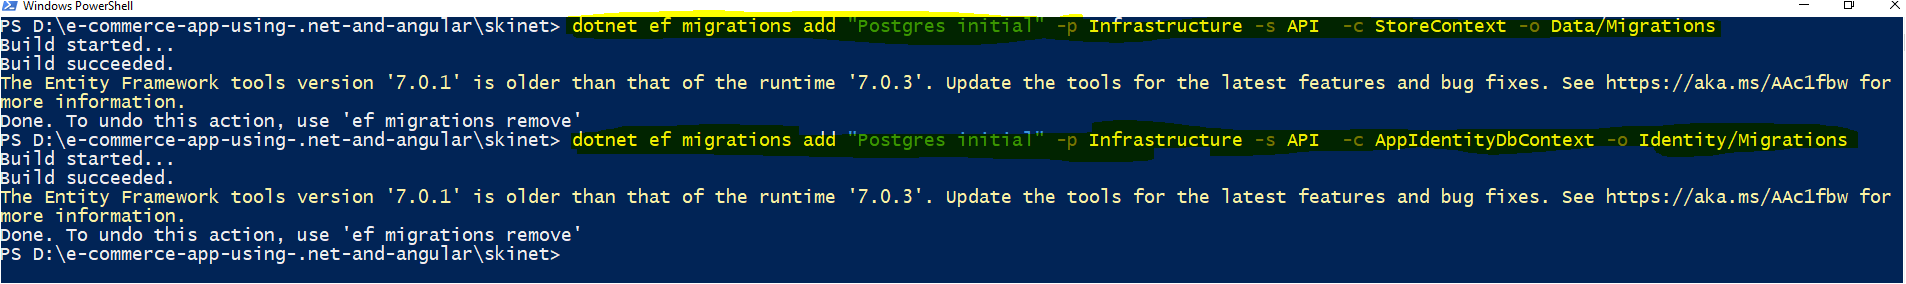 Windows PowerShell
PS D:\e-commerce-app-using-.net-and-angular\skinet> dotnet ef migrations add "Postgres initial" -p Infrastructure -s API  -c StoreContext -o Data/Migrations
Build started...
Build succeeded.
The Entity Framework tools version '7.0.1' is older than that of the runtime '7.0.3'. Update the tools for the latest features and bug fixes. See https://aka.ms/AAc1fbw for
more information.
Done. To undo this action, use 'ef migrations remove'
PS D:\e-commerce-app-using-.net-and-angular\skinet> dotnet ef migrations add "Postgres initial" -p Infrastructure -s API  -c AppIdentityDbContext -o Identity/Migrations
Build started...
Build succeeded.
The Entity Framework tools version '7.0.1' is older than that of the runtime '7.0.3'. Update the tools for the latest features and bug fixes. See https://aka.ms/AAc1fbw for
more information.
Done. To undo this action, use 'ef migrations remove'
PS D:\e-commerce-app-using-.net-and-angular\skinet>